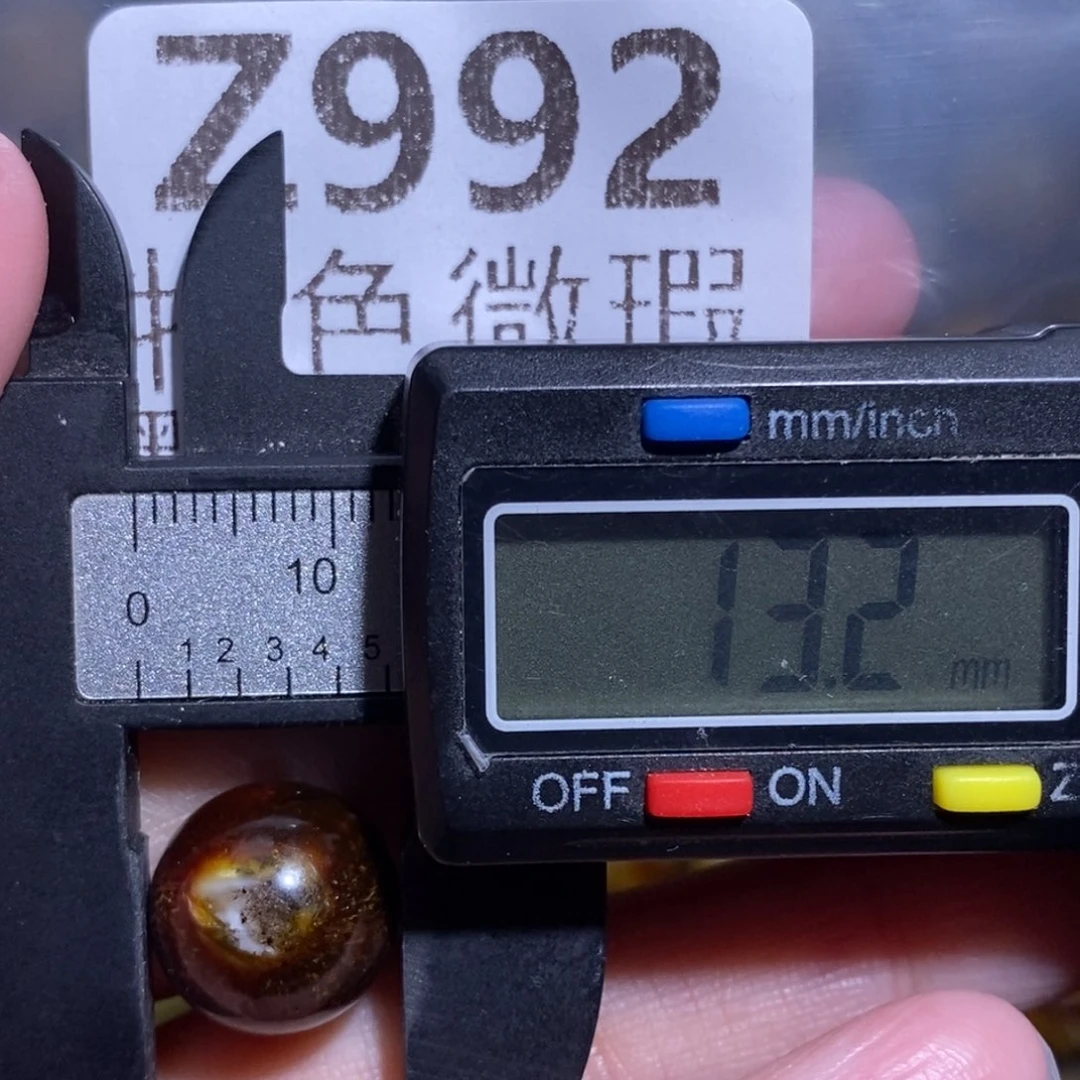 Z992
色微瑕
mm/inch
0 10
1 2 3 4 5
13.2 mm
OFF ON Z